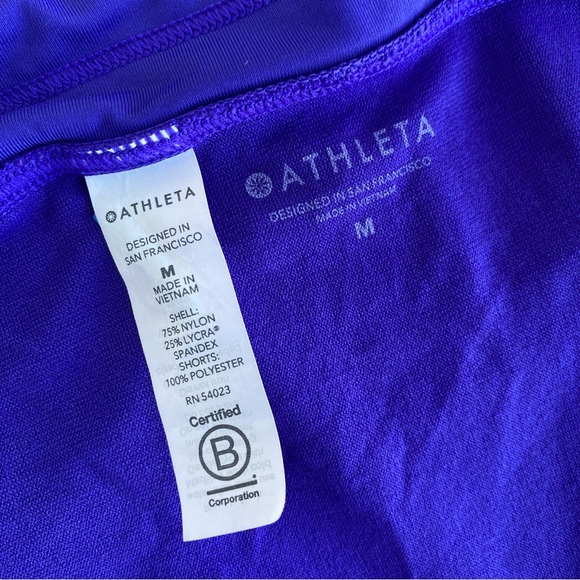 ATHLETA
DESIGNED IN
SAN FRANCISCO
M
MADE IN
VIETNAM
SHELL:
75% NYLON
25% LYCRA®
SPANDEX
SHORTS:
100% POLYESTER
RN 54023
Certified
B
Corporation
ATHLETA
DESIGNED IN SAN FRANCISCO
MADE IN VIETNAM
M